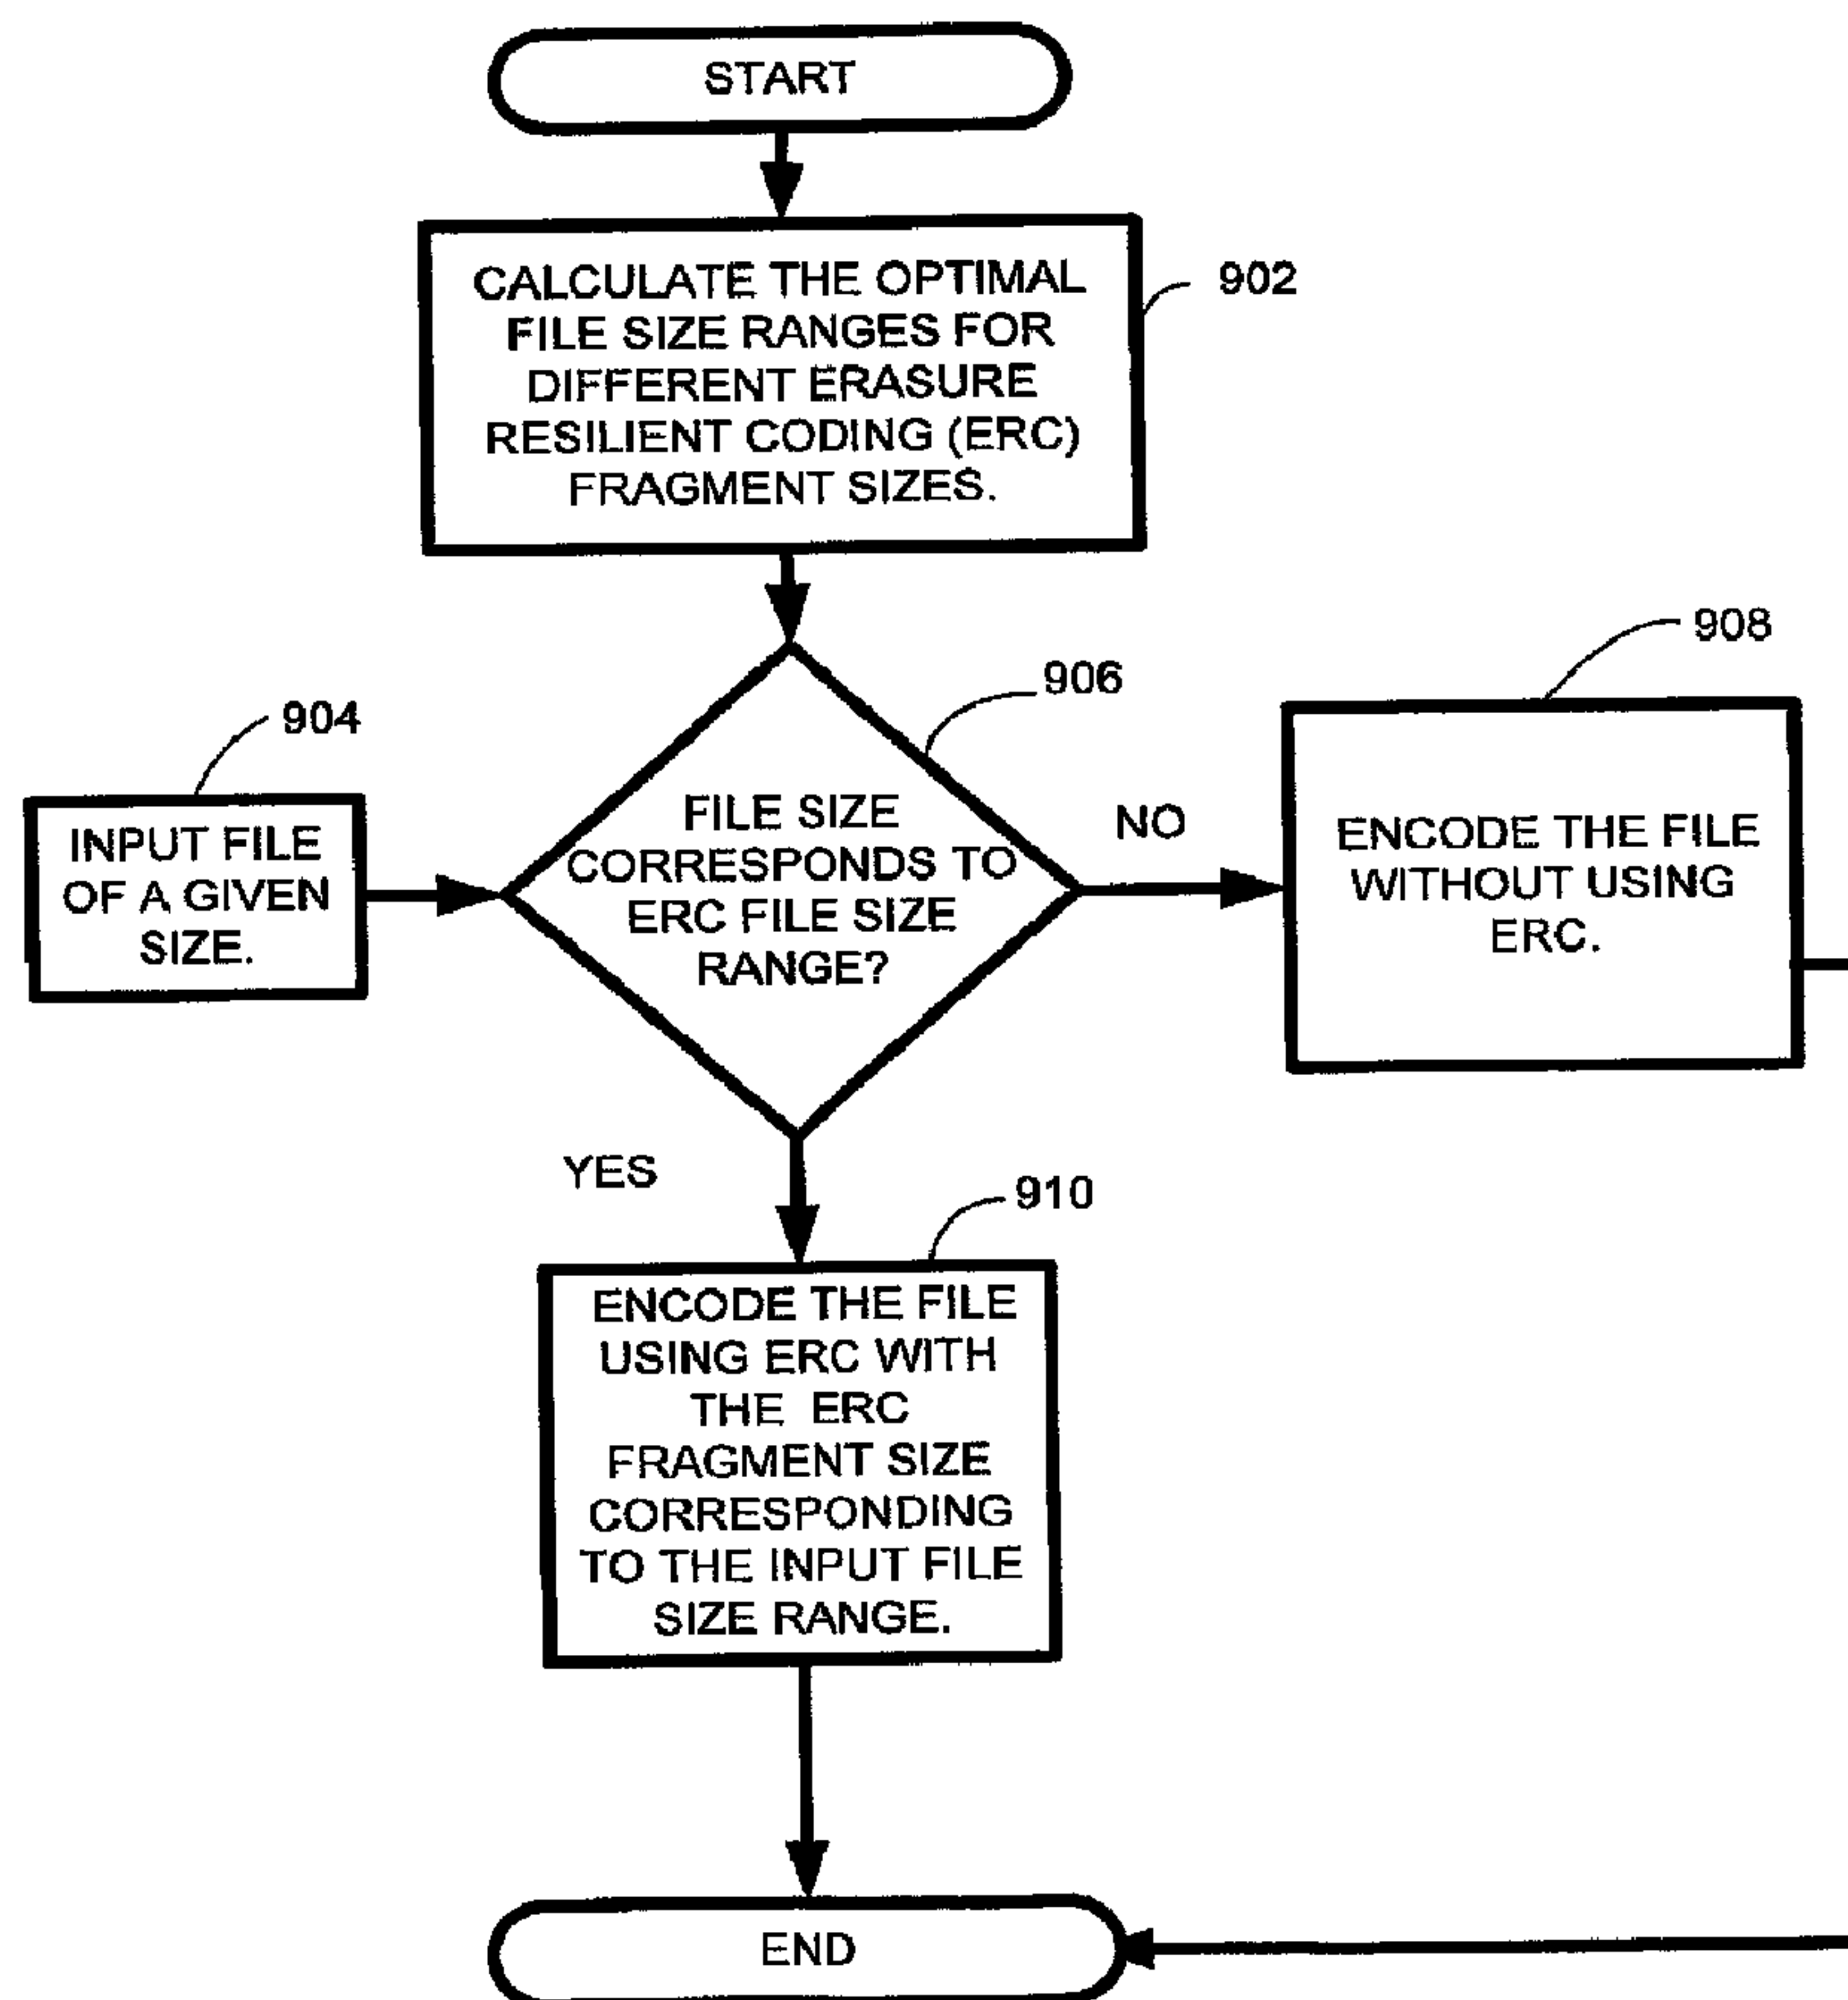 START
CALCULATE THE OPTIMAL
FILE SIZE RANGES FOR
DIFFERENT ERASURE
RESILIENT CODING (ERC)
FRAGMENT SIZES.
902
904
INPUT FILE
OF A GIVEN
SIZE.
906
FILE SIZE
CORRESPONDS TO
ERC FILE SIZE
RANGE?
NO
908
ENCODE THE FILE
WITHOUT USING
ERC.
YES
910
ENCODE THE FILE
USING ERC WITH
THE ERC
FRAGMENT SIZE
CORRESPONDING
TO THE INPUT FILE
SIZE RANGE.
END